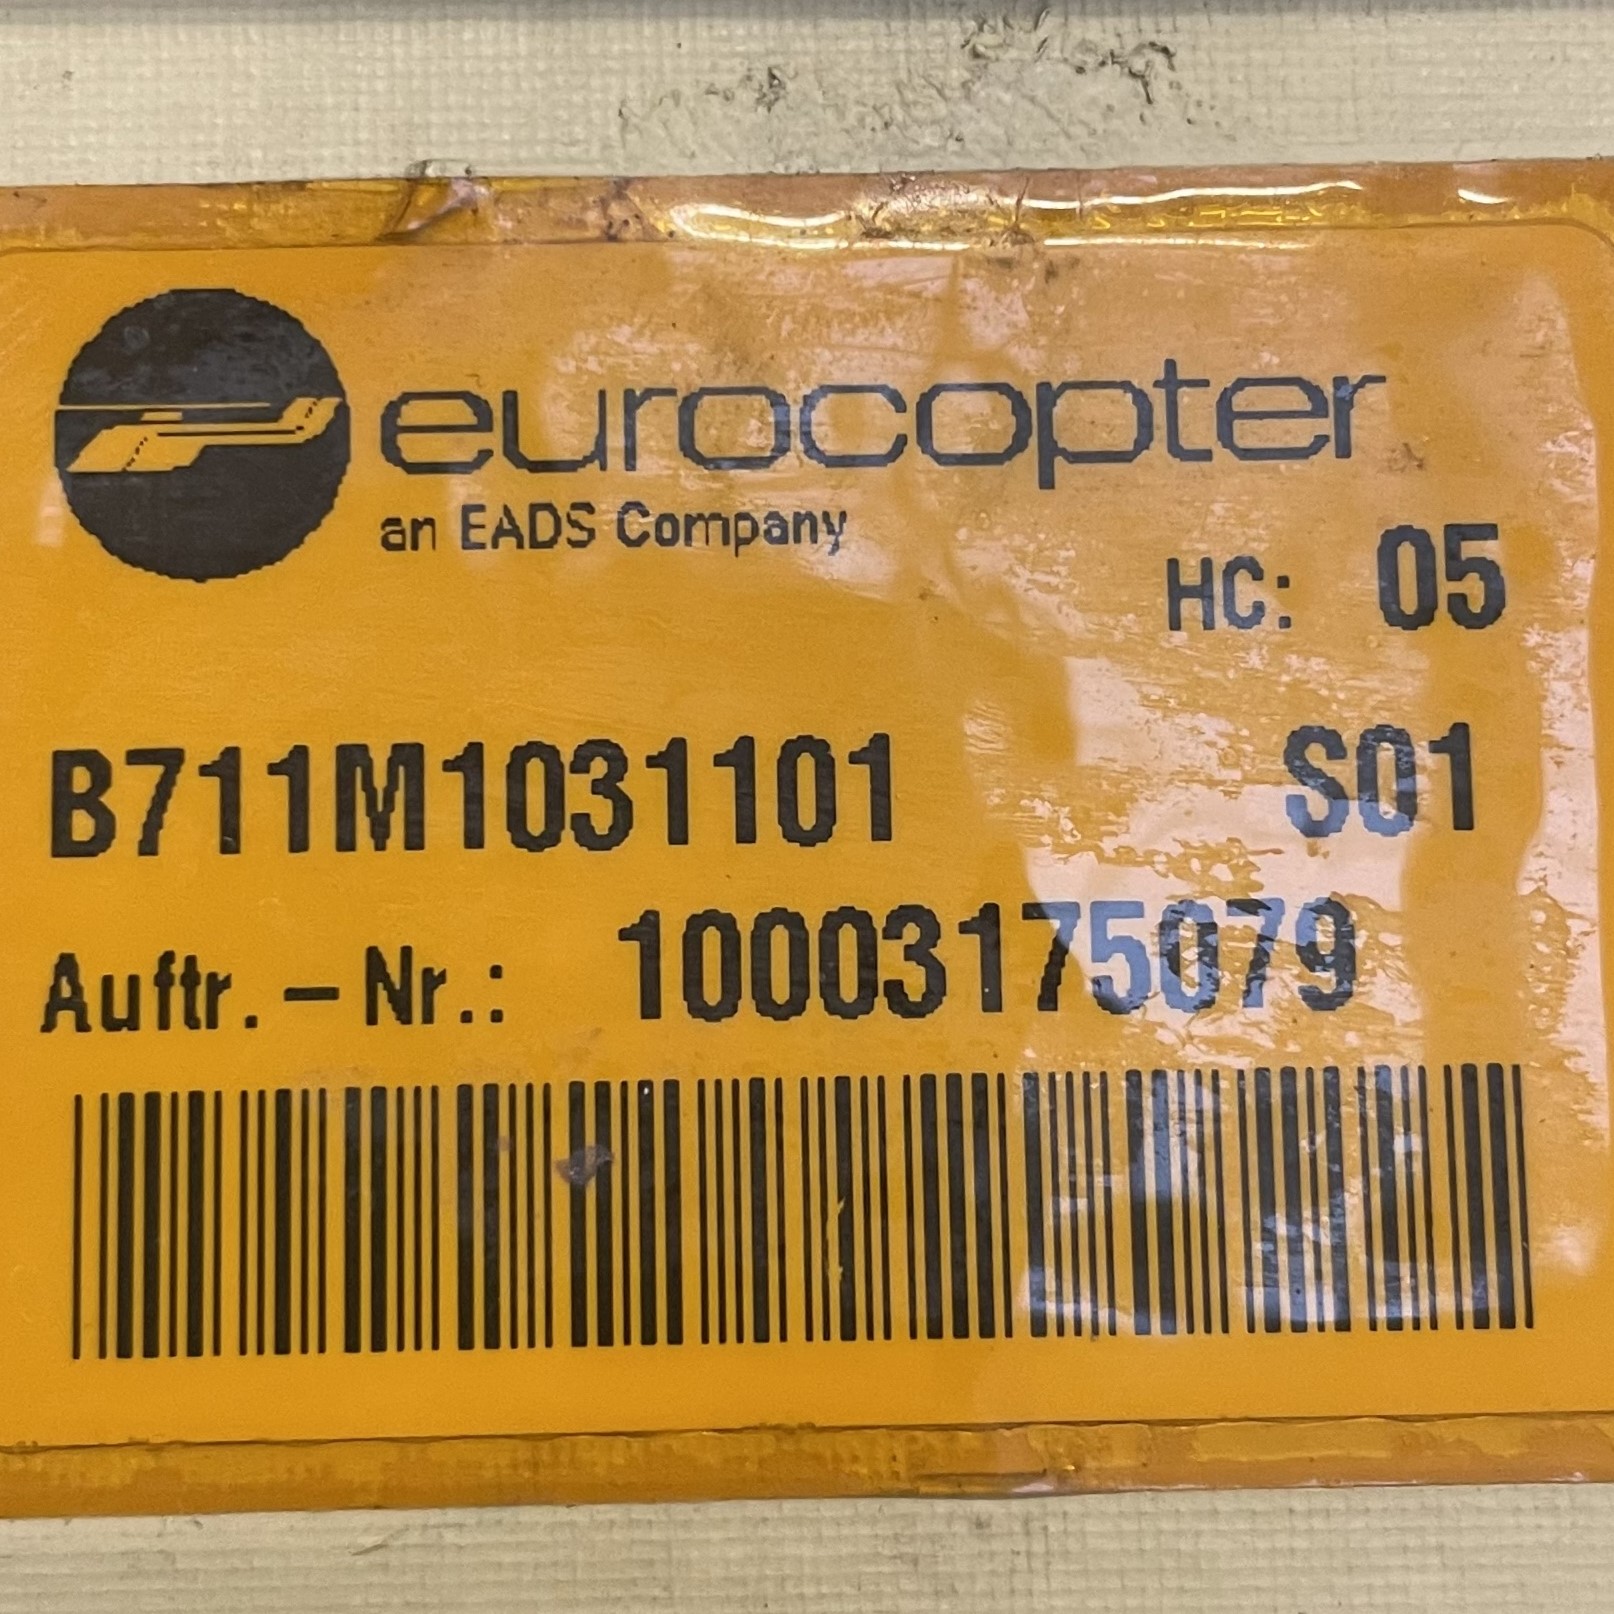 eurocopter
an EADS Company
HC: 05
B711M1031101 S01
Auftr.-Nr.: 10003175079